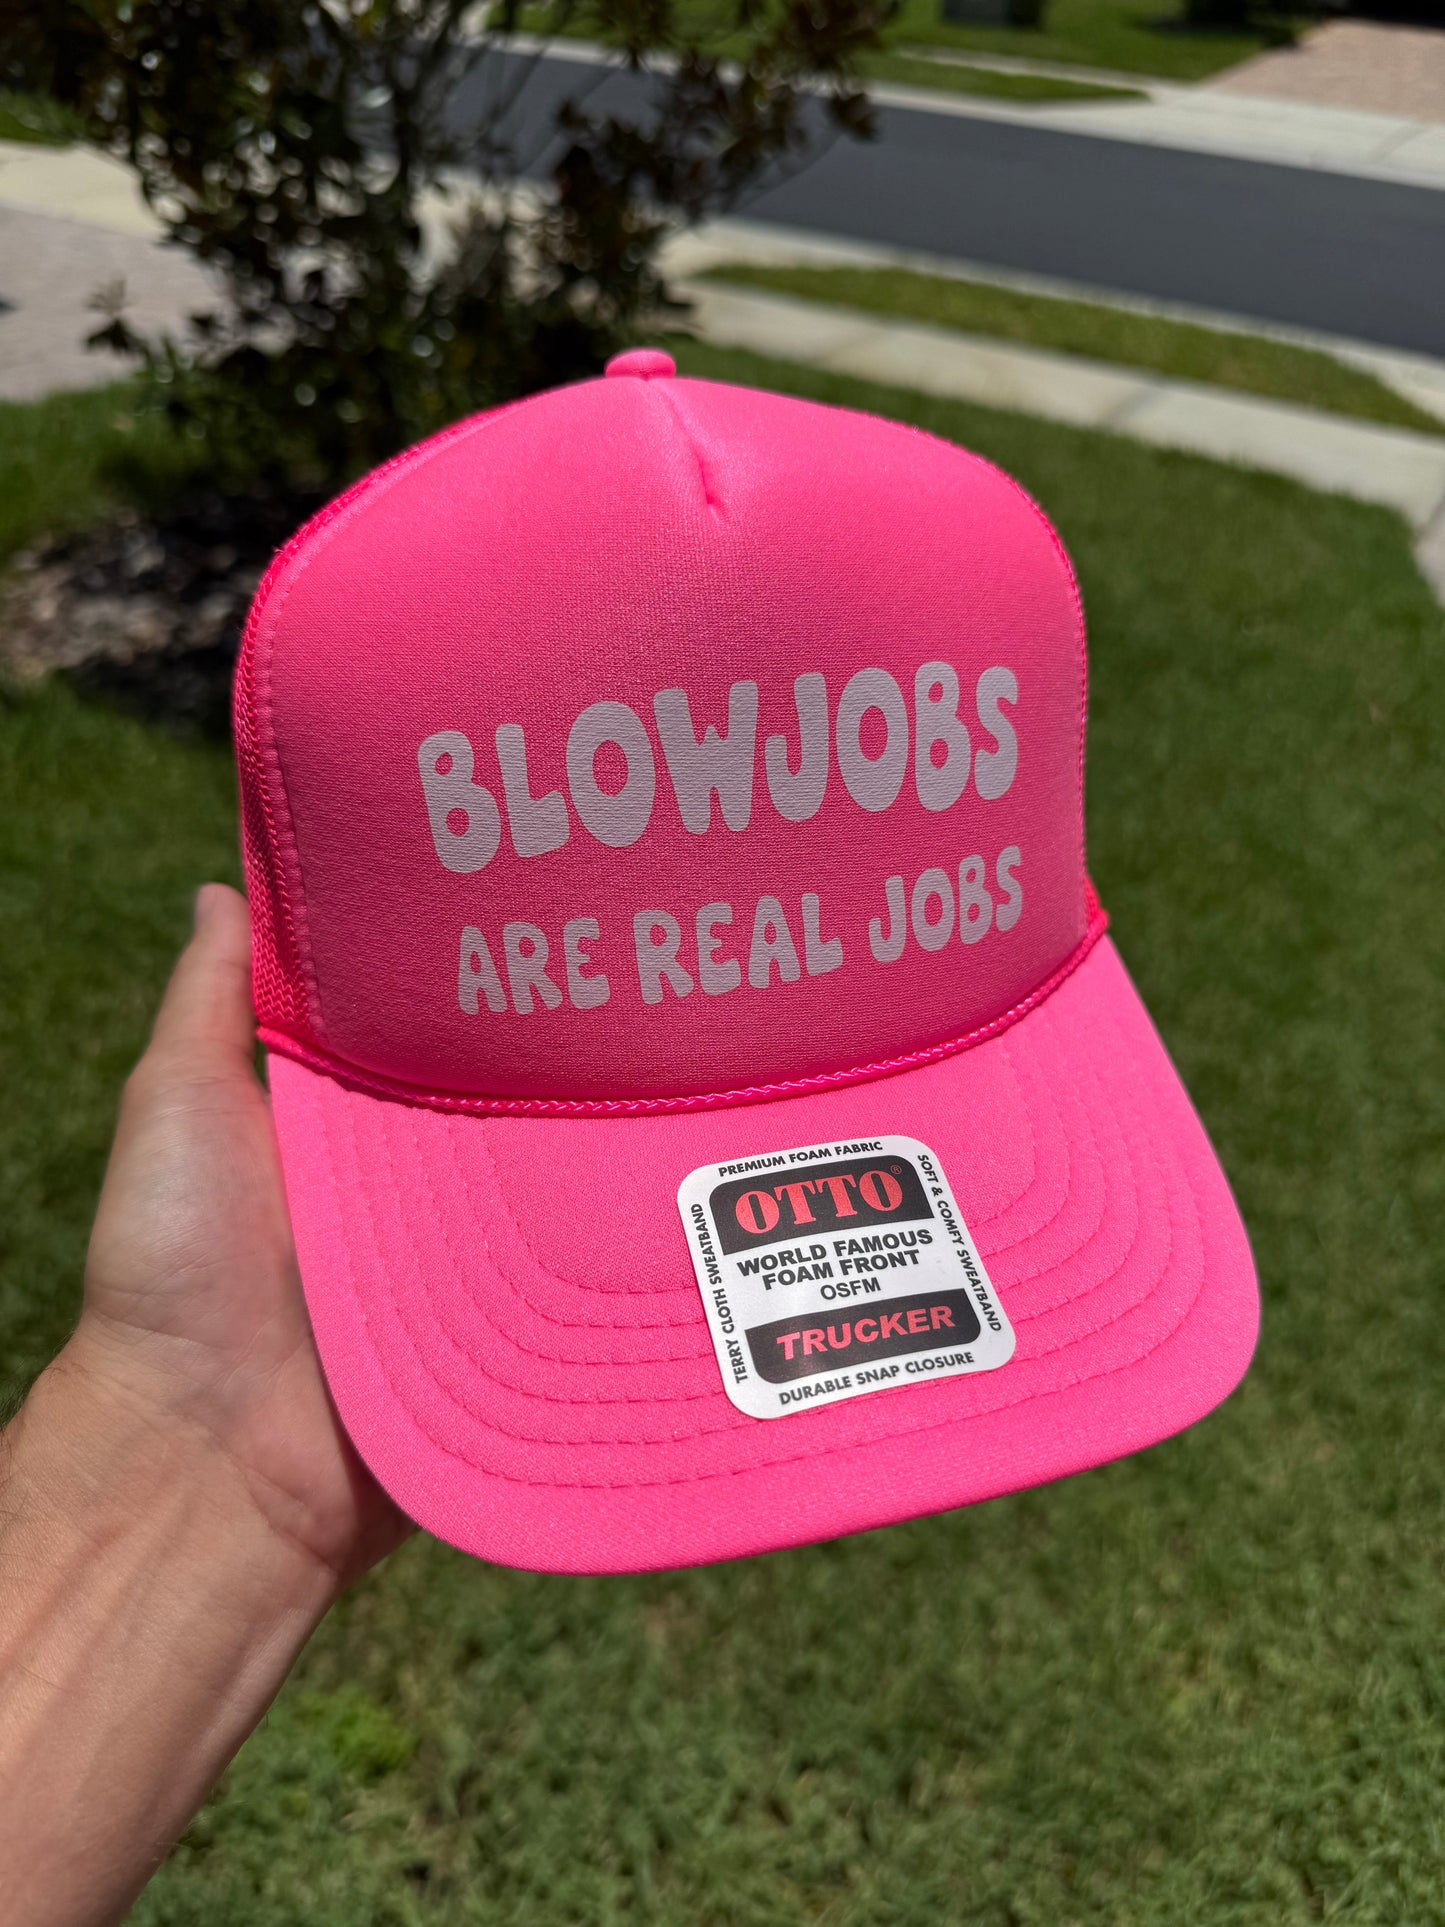 BLOWJOBS
ARE REAL JOBS
PREMIUM FOAM FABRIC
SOFT & COMFY SWEATBAND
TERRY CLOTH SWEATBAND
OTTO®
WORLD FAMOUS
FOAM FRONT
OSFM
TRUCKER
DURABLE SNAP CLOSURE